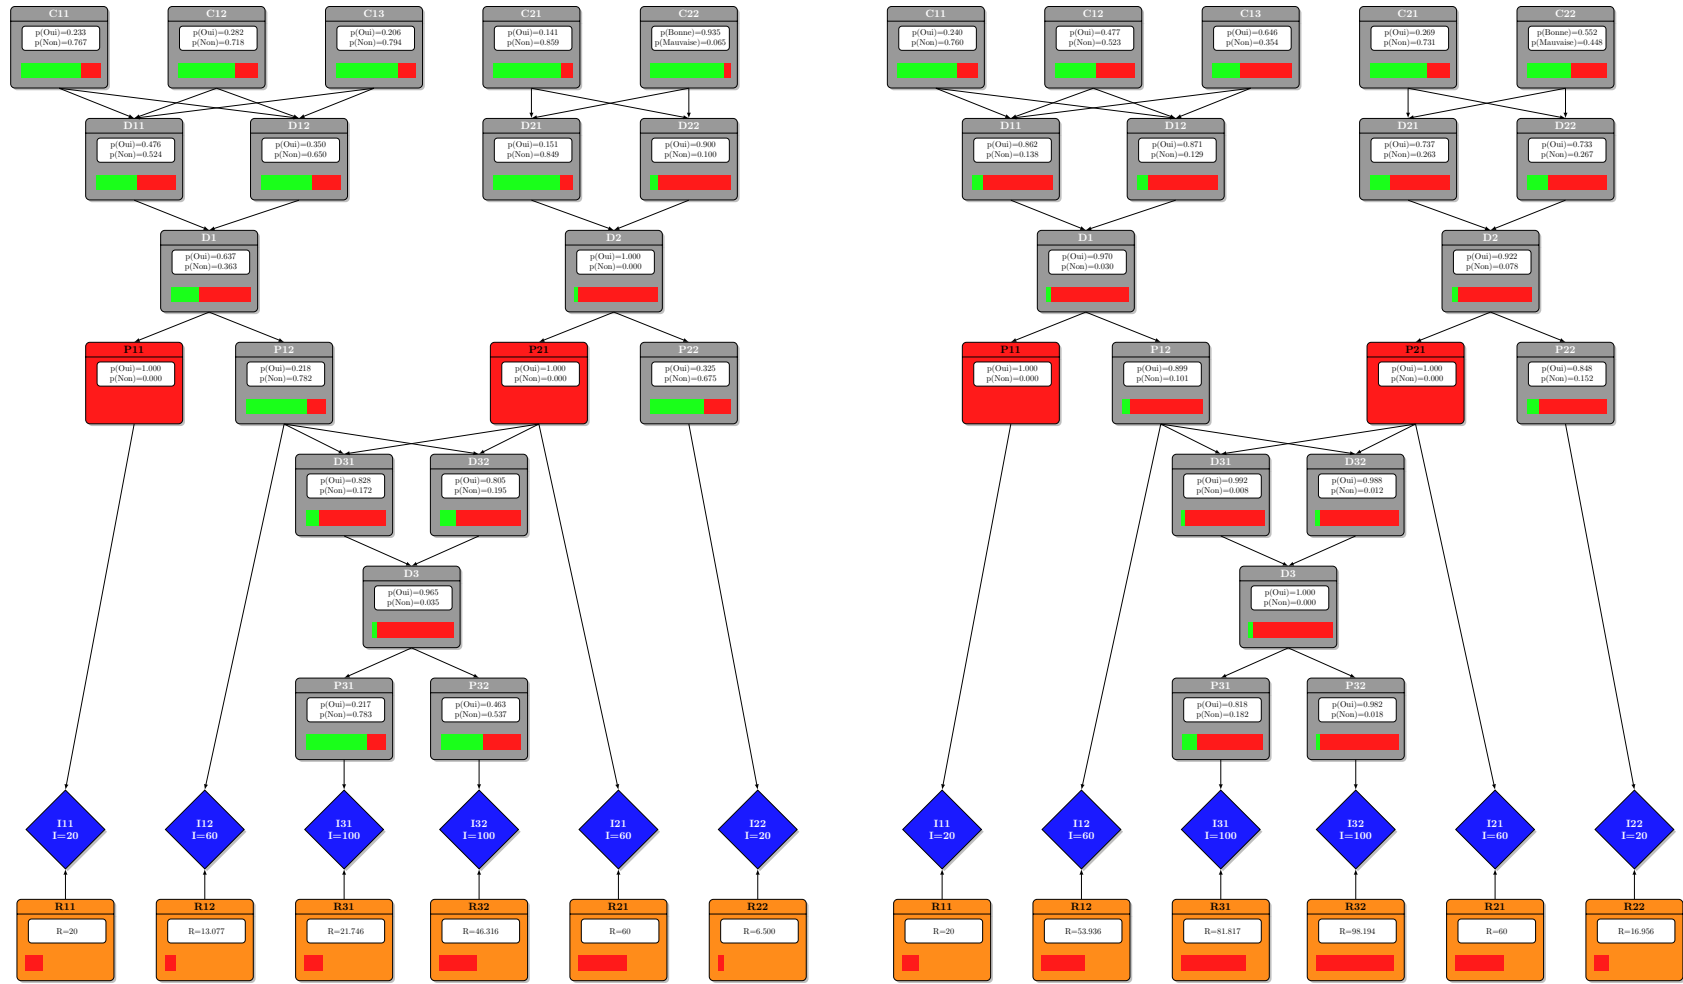 C11
p(Oui)=0.233
p(Non)=0.767
C12
p(Oui)=0.282
p(Non)=0.718
C13
p(Oui)=0.206
p(Non)=0.794
C21
p(Oui)=0.141
p(Non)=0.859
C22
p(Bonne)=0.935
p(Mauvaise)=0.065
D11
p(Oui)=0.476
p(Non)=0.524
D12
p(Oui)=0.350
p(Non)=0.650
D21
p(Oui)=0.151
p(Non)=0.849
D22
p(Oui)=0.900
p(Non)=0.100
D1
p(Oui)=0.637
p(Non)=0.363
D2
p(Oui)=1.000
p(Non)=0.000
P11
p(Oui)=1.000
p(Non)=0.000
P12
p(Oui)=0.218
p(Non)=0.782
P21
p(Oui)=1.000
p(Non)=0.000
P22
p(Oui)=0.325
p(Non)=0.675
D31
p(Oui)=0.828
p(Non)=0.172
D32
p(Oui)=0.805
p(Non)=0.195
D3
p(Oui)=0.965
p(Non)=0.035
P31
p(Oui)=0.217
p(Non)=0.783
P32
p(Oui)=0.463
p(Non)=0.537
I11
I=20
I12
I=60
I31
I=100
I32
I=100
I21
I=60
I22
I=20
R11
R=20
R12
R=13.077
R31
R=21.746
R32
R=46.316
R21
R=60
R22
R=6.500
C11
p(Oui)=0.240
p(Non)=0.760
C12
p(Oui)=0.477
p(Non)=0.523
C13
p(Oui)=0.646
p(Non)=0.354
C21
p(Oui)=0.269
p(Non)=0.731
C22
p(Bonne)=0.552
p(Mauvaise)=0.448
D11
p(Oui)=0.862
p(Non)=0.138
D12
p(Oui)=0.871
p(Non)=0.129
D21
p(Oui)=0.737
p(Non)=0.263
D22
p(Oui)=0.733
p(Non)=0.267
D1
p(Oui)=0.970
p(Non)=0.030
D2
p(Oui)=0.922
p(Non)=0.078
P11
p(Oui)=1.000
p(Non)=0.000
P12
p(Oui)=0.899
p(Non)=0.101
P21
p(Oui)=1.000
p(Non)=0.000
P22
p(Oui)=0.848
p(Non)=0.152
D31
p(Oui)=0.992
p(Non)=0.008
D32
p(Oui)=0.988
p(Non)=0.012
D3
p(Oui)=1.000
p(Non)=0.000
P31
p(Oui)=0.818
p(Non)=0.182
P32
p(Oui)=0.982
p(Non)=0.018
I11
I=20
I12
I=60
I31
I=100
I32
I=100
I21
I=60
I22
I=20
R11
R=20
R12
R=53.936
R31
R=81.817
R32
R=98.194
R21
R=60
R22
R=16.956